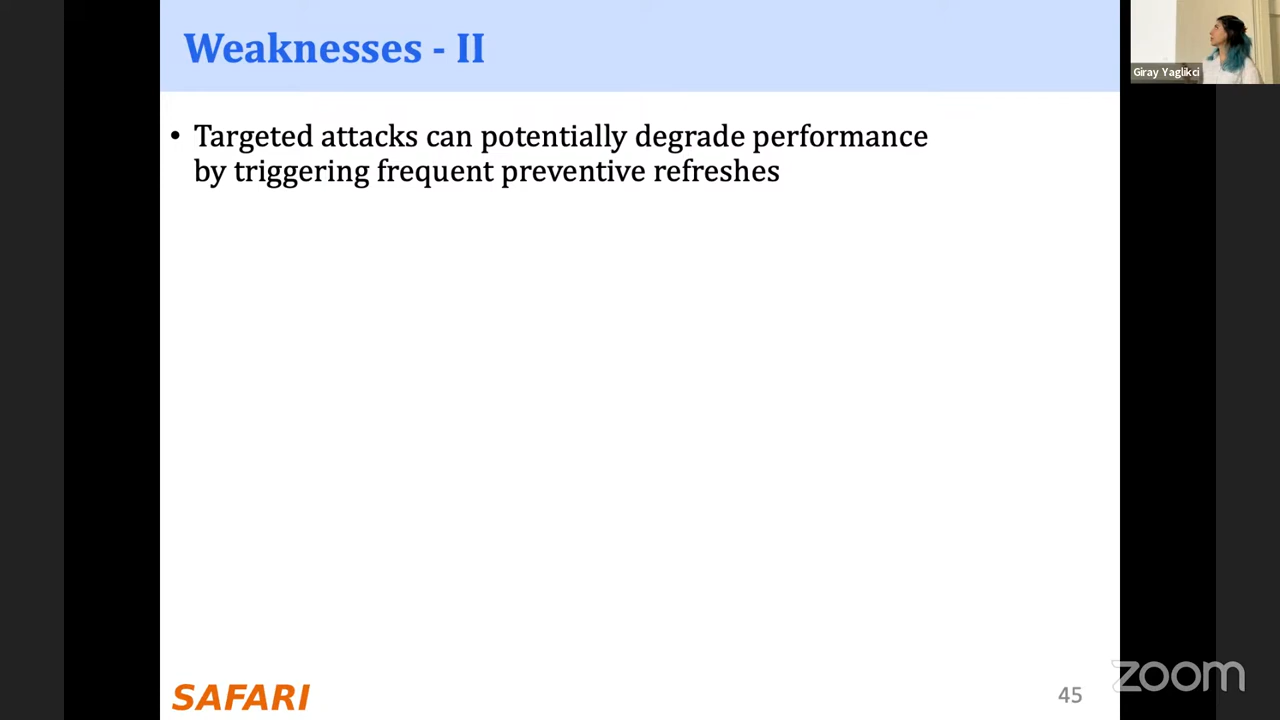 Weaknesses - II
Giray Yaglikci
• Targeted attacks can potentially degrade performance
by triggering frequent preventive refreshes
SAFARI
45
zoom